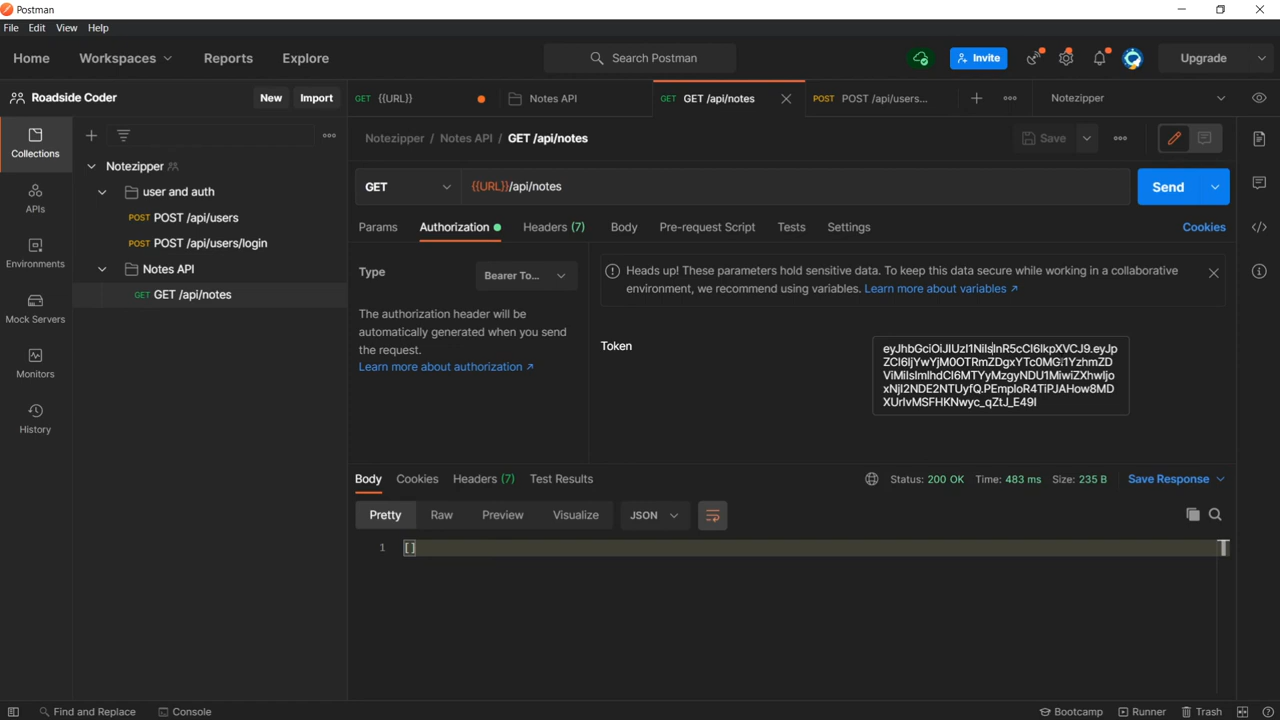 Postman
File Edit View Help
Home Workspaces Reports Explore Search Postman Invite Upgrade
Roadside Coder New Import GET {{URL}} Notes API GET GET /api/notes POST POST /api/users... Notezipper
Collections
APIs
Environments
Mock Servers
Monitors
History
Notezipper
user and auth
POST POST /api/users
POST POST /api/users/login
Notes API
GET GET /api/notes
Notezipper / Notes API / GET /api/notes Save
GET {{URL}}/api/notes Send
Params Authorization Headers (7) Body Pre-request Script Tests Settings Cookies
Type Bearer To...
The authorization header will be
automatically generated when you send
the request.
Learn more about authorization ↗
Heads up! These parameters hold sensitive data. To keep this data secure while working in a collaborative
environment, we recommend using variables. Learn more about variables ↗
Token
Body Cookies Headers (7) Test Results Status: 200 OK Time: 483 ms Size: 235 B Save Response
Pretty Raw Preview Visualize JSON
1 []
Find and Replace Console Bootcamp Runner Trash